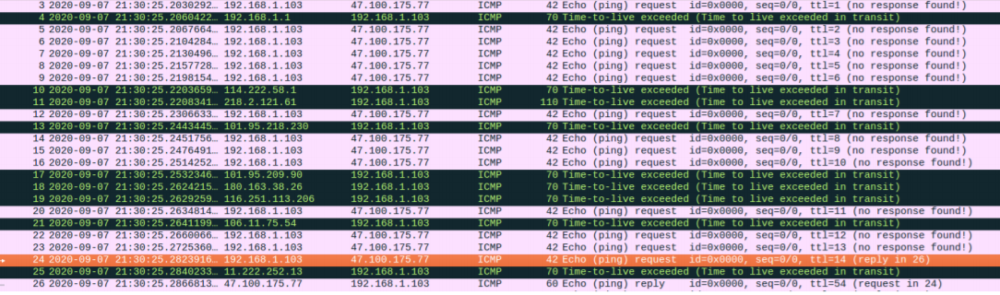 3 2020-09-07 21:30:25.2030292… 192.168.1.103 47.100.175.77 ICMP 42 Echo (ping) request id=0x0000, seq=0/0, ttl=1 (no response found!)
4 2020-09-07 21:30:25.2060422… 192.168.1.1 192.168.1.103 ICMP 70 Time-to-live exceeded (Time to live exceeded in transit)
5 2020-09-07 21:30:25.2067664… 192.168.1.103 47.100.175.77 ICMP 42 Echo (ping) request id=0x0000, seq=0/0, ttl=2 (no response found!)
6 2020-09-07 21:30:25.2104284… 192.168.1.103 47.100.175.77 ICMP 42 Echo (ping) request id=0x0000, seq=0/0, ttl=3 (no response found!)
7 2020-09-07 21:30:25.2130496… 192.168.1.103 47.100.175.77 ICMP 42 Echo (ping) request id=0x0000, seq=0/0, ttl=4 (no response found!)
8 2020-09-07 21:30:25.2157728… 192.168.1.103 47.100.175.77 ICMP 42 Echo (ping) request id=0x0000, seq=0/0, ttl=5 (no response found!)
9 2020-09-07 21:30:25.2198154… 192.168.1.103 47.100.175.77 ICMP 42 Echo (ping) request id=0x0000, seq=0/0, ttl=6 (no response found!)
10 2020-09-07 21:30:25.2203659… 114.222.58.1 192.168.1.103 ICMP 70 Time-to-live exceeded (Time to live exceeded in transit)
11 2020-09-07 21:30:25.2208341… 218.2.121.61 192.168.1.103 ICMP 110 Time-to-live exceeded (Time to live exceeded in transit)
12 2020-09-07 21:30:25.2306633… 192.168.1.103 47.100.175.77 ICMP 42 Echo (ping) request id=0x0000, seq=0/0, ttl=7 (no response found!)
13 2020-09-07 21:30:25.2443445… 101.95.218.230 192.168.1.103 ICMP 70 Time-to-live exceeded (Time to live exceeded in transit)
14 2020-09-07 21:30:25.2451756… 192.168.1.103 47.100.175.77 ICMP 42 Echo (ping) request id=0x0000, seq=0/0, ttl=8 (no response found!)
15 2020-09-07 21:30:25.2476491… 192.168.1.103 47.100.175.77 ICMP 42 Echo (ping) request id=0x0000, seq=0/0, ttl=9 (no response found!)
16 2020-09-07 21:30:25.2514252… 192.168.1.103 47.100.175.77 ICMP 42 Echo (ping) request id=0x0000, seq=0/0, ttl=10 (no response found!)
17 2020-09-07 21:30:25.2532346… 101.95.209.90 192.168.1.103 ICMP 70 Time-to-live exceeded (Time to live exceeded in transit)
18 2020-09-07 21:30:25.2624215… 180.163.38.26 192.168.1.103 ICMP 70 Time-to-live exceeded (Time to live exceeded in transit)
19 2020-09-07 21:30:25.2629259… 116.251.113.206 192.168.1.103 ICMP 70 Time-to-live exceeded (Time to live exceeded in transit)
20 2020-09-07 21:30:25.2634814… 192.168.1.103 47.100.175.77 ICMP 42 Echo (ping) request id=0x0000, seq=0/0, ttl=11 (no response found!)
21 2020-09-07 21:30:25.2641199… 106.11.75.54 192.168.1.103 ICMP 70 Time-to-live exceeded (Time to live exceeded in transit)
22 2020-09-07 21:30:25.2660066… 192.168.1.103 47.100.175.77 ICMP 42 Echo (ping) request id=0x0000, seq=0/0, ttl=12 (no response found!)
23 2020-09-07 21:30:25.2725360… 192.168.1.103 47.100.175.77 ICMP 42 Echo (ping) request id=0x0000, seq=0/0, ttl=13 (no response found!)
24 2020-09-07 21:30:25.2823916… 192.168.1.103 47.100.175.77 ICMP 42 Echo (ping) request id=0x0000, seq=0/0, ttl=14 (reply in 26)
25 2020-09-07 21:30:25.2840233… 11.222.252.13 192.168.1.103 ICMP 70 Time-to-live exceeded (Time to live exceeded in transit)
26 2020-09-07 21:30:25.2866813… 47.100.175.77 192.168.1.103 ICMP 60 Echo (ping) reply id=0x0000, seq=0/0, ttl=54 (request in 24)